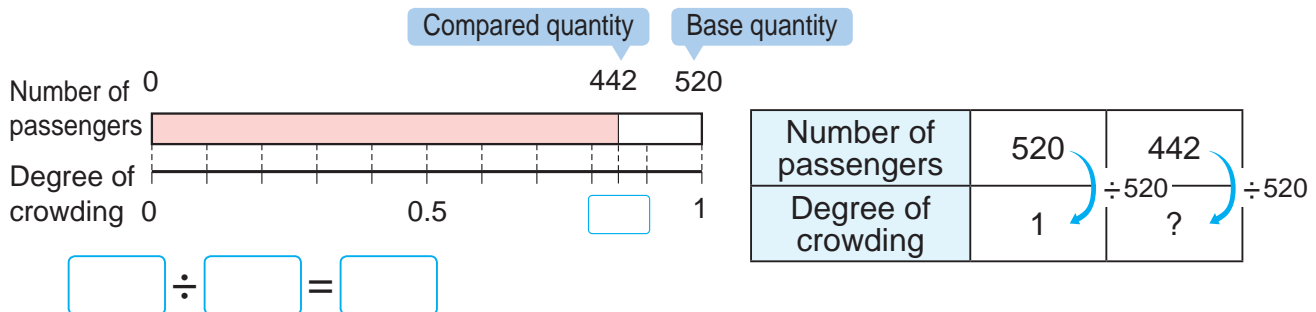 Compared quantity Base quantity
0 442 520
Number of
passengers
Degree of
crowding 0 0.5 1
÷ =
Number of
passengers 520 442
÷520 ÷520
Degree of
crowding 1 ?